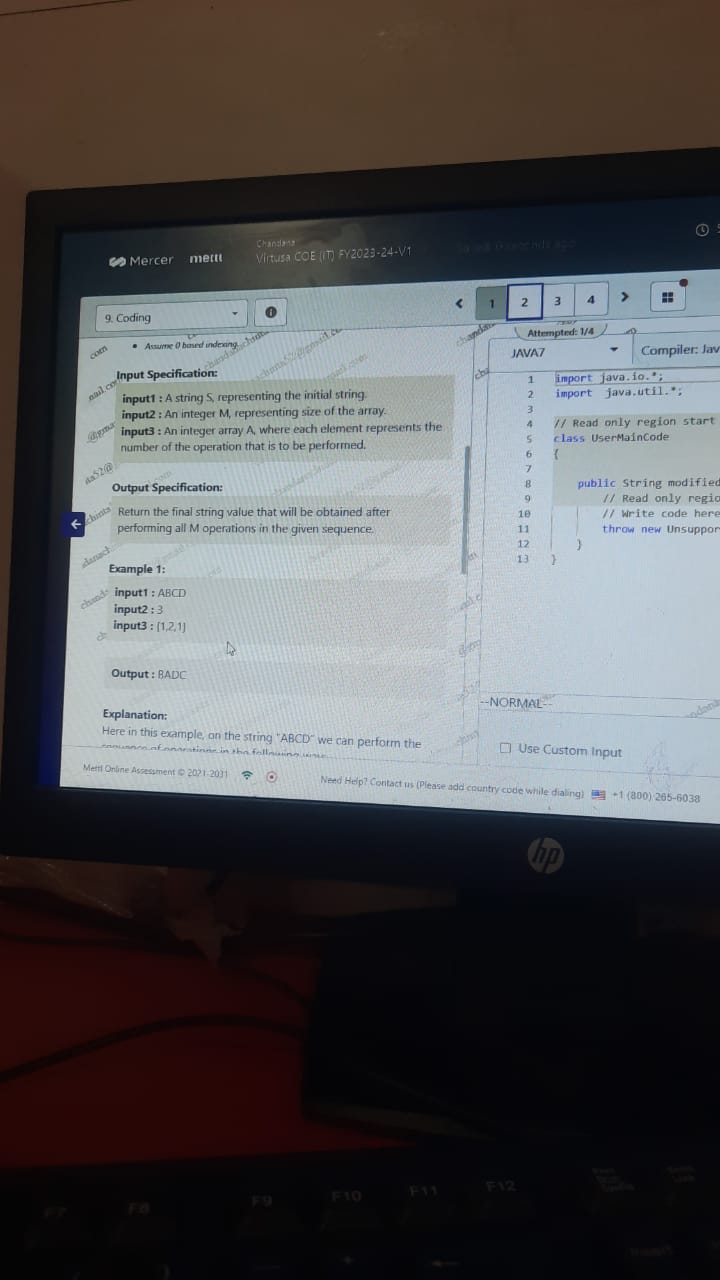 Mercer mettl
Chandana
Virtusa COE (IT) FY2023-24-V1
9. Coding
1 2 3 4
Assume 0 based indexing.
Attempted: 1/4
JAVA7
Compiler: Jav
Input Specification:
input1 : A string S, representing the initial string.
input2 : An integer M, representing size of the array.
input3 : An integer array A, where each element represents the
number of the operation that is to be performed.
Output Specification:
Return the final string value that will be obtained after
performing all M operations in the given sequence.
Example 1:
input1 : ABCD
input2 : 3
input3 : {1,2,1}
Output : BADC
Explanation:
Here in this example, on the string "ABCD" we can perform the
sequence of operations in the following way:
1 import java.io.*;
2 import java.util.*;
3
4 // Read only region start
5 class UserMainCode
6 {
7
8 public String modified
9 // Read only regio
10 // Write code here
11 throw new Unsuppor
12 }
13 }
--NORMAL--
Use Custom Input
Mettl Online Assessment © 2021-2031
Need Help? Contact us (Please add country code while dialing) +1 (800) 265-6038
hp
F7 F8 F9 F10 F11 F12